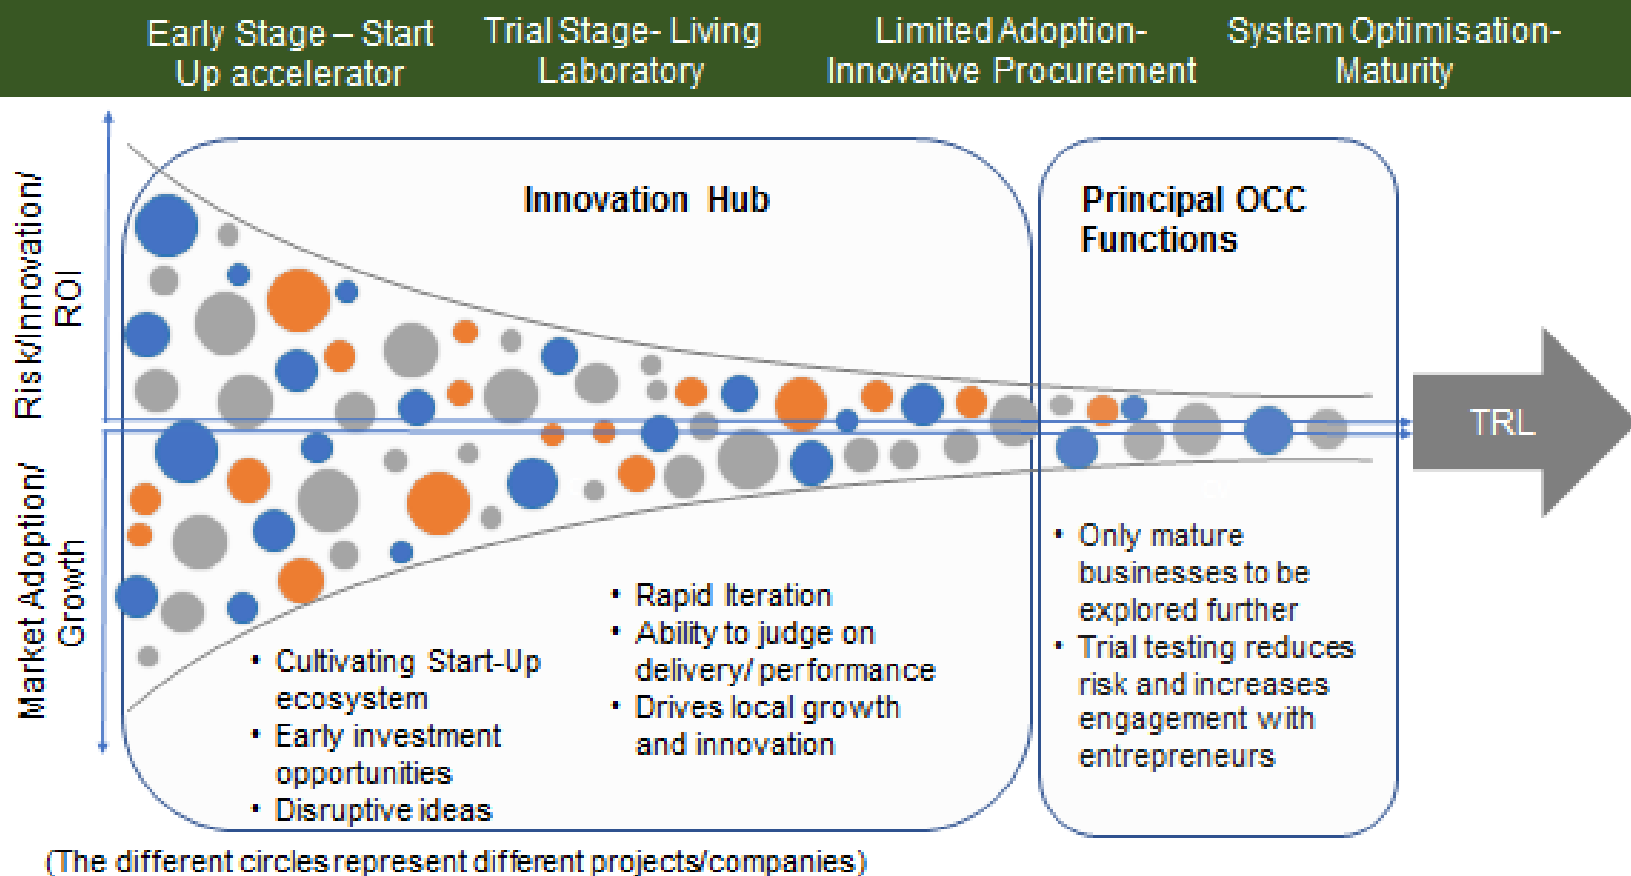 Early Stage – Start
Up accelerator
Trial Stage- Living
Laboratory
Limited Adoption-
Innovative Procurement
System Optimisation-
Maturity
Risk/Innovation/
ROI
Market Adoption/
Growth
Innovation Hub
Principal OCC
Functions
TRL
• Cultivating Start-Up
ecosystem
• Early investment
opportunities
• Disruptive ideas
• Rapid Iteration
• Ability to judge on
delivery/ performance
• Drives local growth
and innovation
• Only mature
businesses to be
explored further
• Trial testing reduces
risk and increases
engagement with
entrepreneurs
(The different circles represent different projects/companies)